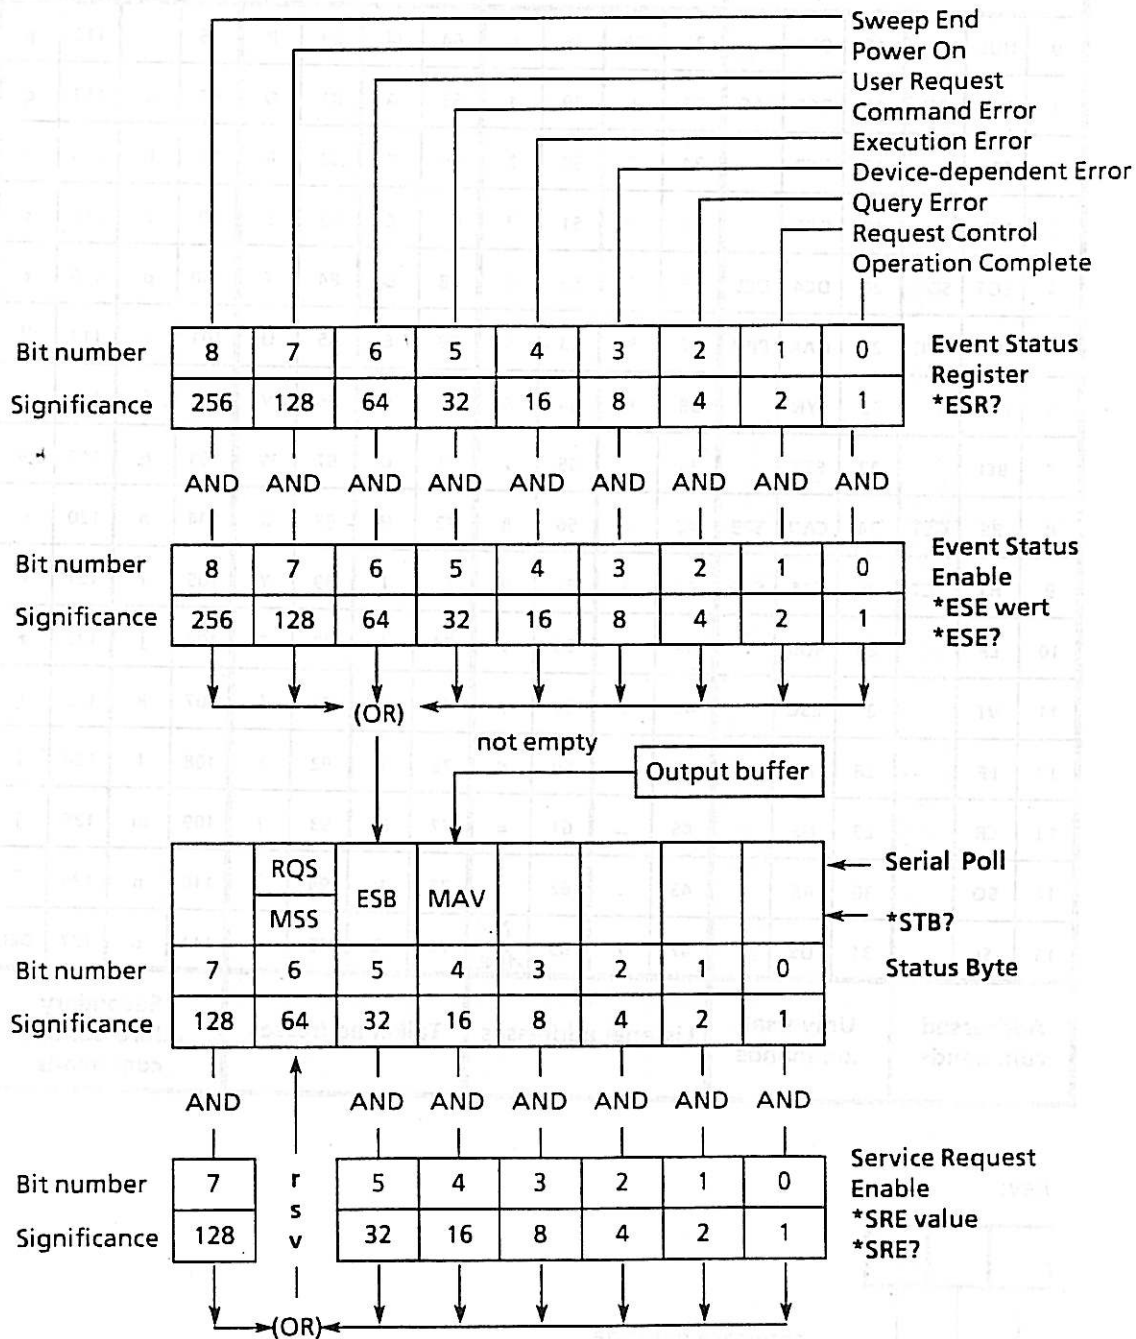 Sweep End
Power On
User Request
Command Error
Execution Error
Device-dependent Error
Query Error
Request Control
Operation Complete
Bit number 8 7 6 5 4 3 2 1 0 Event Status
Register
Significance 256 128 64 32 16 8 4 2 1 *ESR?
AND AND AND AND AND AND AND AND AND
Bit number 8 7 6 5 4 3 2 1 0 Event Status
Enable
Significance 256 128 64 32 16 8 4 2 1 *ESE wert
*ESE?
(OR)
not empty
Output buffer
RQS
MSS
ESB MAV
Serial Poll
*STB?
Bit number 7 6 5 4 3 2 1 0 Status Byte
Significance 128 64 32 16 8 4 2 1
AND AND AND AND AND AND AND
Bit number 7 r 5 4 3 2 1 0 Service Request
s Enable
Significance 128 v 32 16 8 4 2 1 *SRE value
*SRE?
(OR)